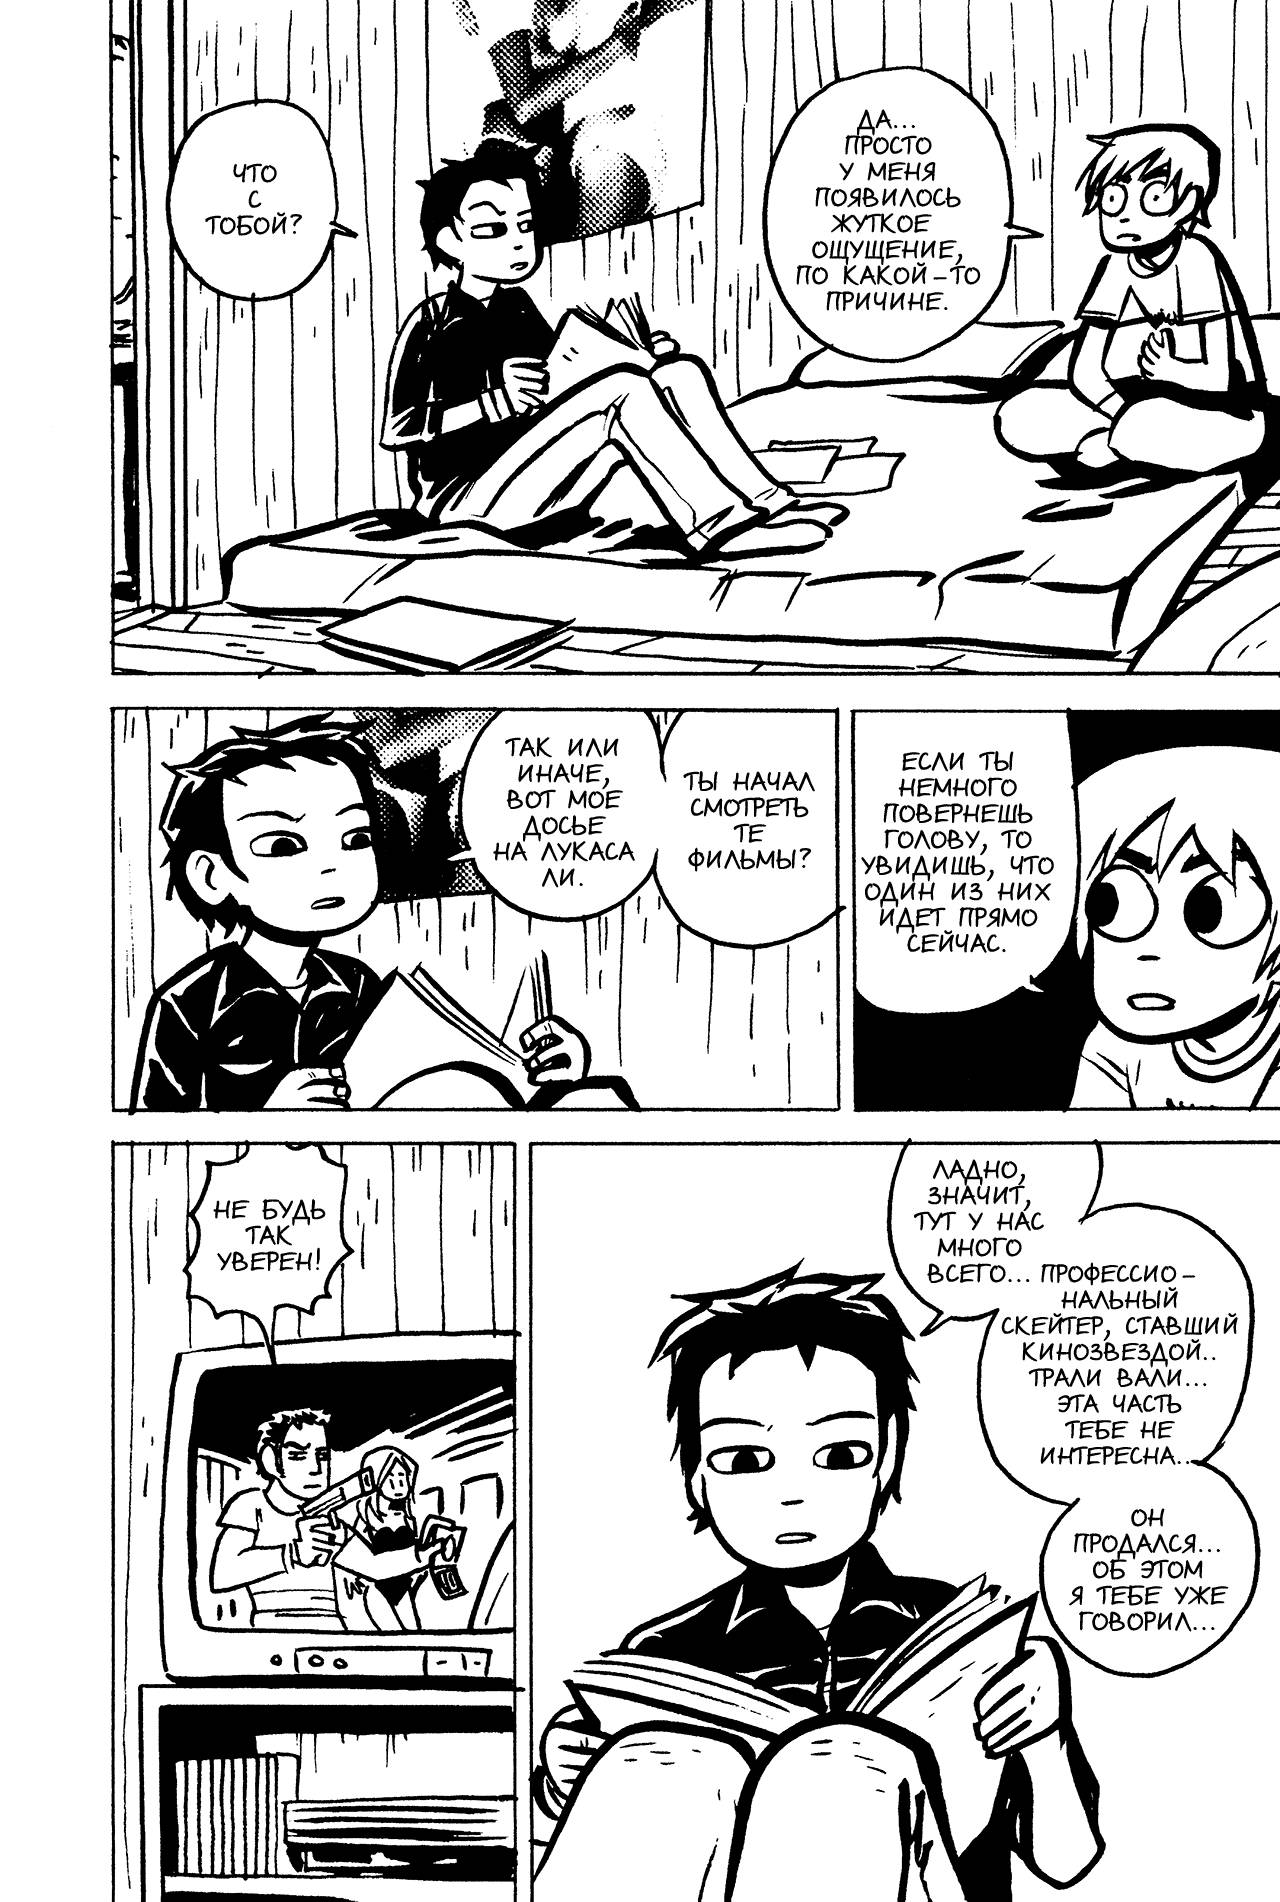 ЧТО
С
ТОБОЙ?
ДА...
ПРОСТО
У МЕНЯ
ПОЯВИЛОСЬ
ЖУТКОЕ
ОЩУЩЕНИЕ,
ПО КАКОЙ-ТО
ПРИЧИНЕ.
ТАК ИЛИ
ИНАЧЕ,
ВОТ МОЕ
ДОСЬЕ
НА ЛУКАСА
ЛИ.
ТЫ НАЧАЛ
СМОТРЕТЬ
ТЕ
ФИЛЬМЫ?
ЕСЛИ ТЫ
НЕМНОГО
ПОВЕРНЕШЬ
ГОЛОВУ, ТО
УВИДИШЬ, ЧТО
ОДИН ИЗ НИХ
ИДЕТ ПРЯМО
СЕЙЧАС.
НЕ БУДЬ
ТАК
УВЕРЕН!
ЛАДНО,
ЗНАЧИТ,
ТУТ У НАС
МНОГО
ВСЕГО...
ПРОФЕССИО-
НАЛЬНЫЙ
СКЕЙТЕР, СТАВШИЙ
КИНОЗВЕЗДОЙ..
ТРАЛИ ВАЛИ...
ЭТА ЧАСТЬ
ТЕБЕ НЕ
ИНТЕРЕСНА...
ОН
ПРОДАЛСЯ...
ОБ ЭТОМ
Я ТЕБЕ УЖЕ
ГОВОРИЛ...